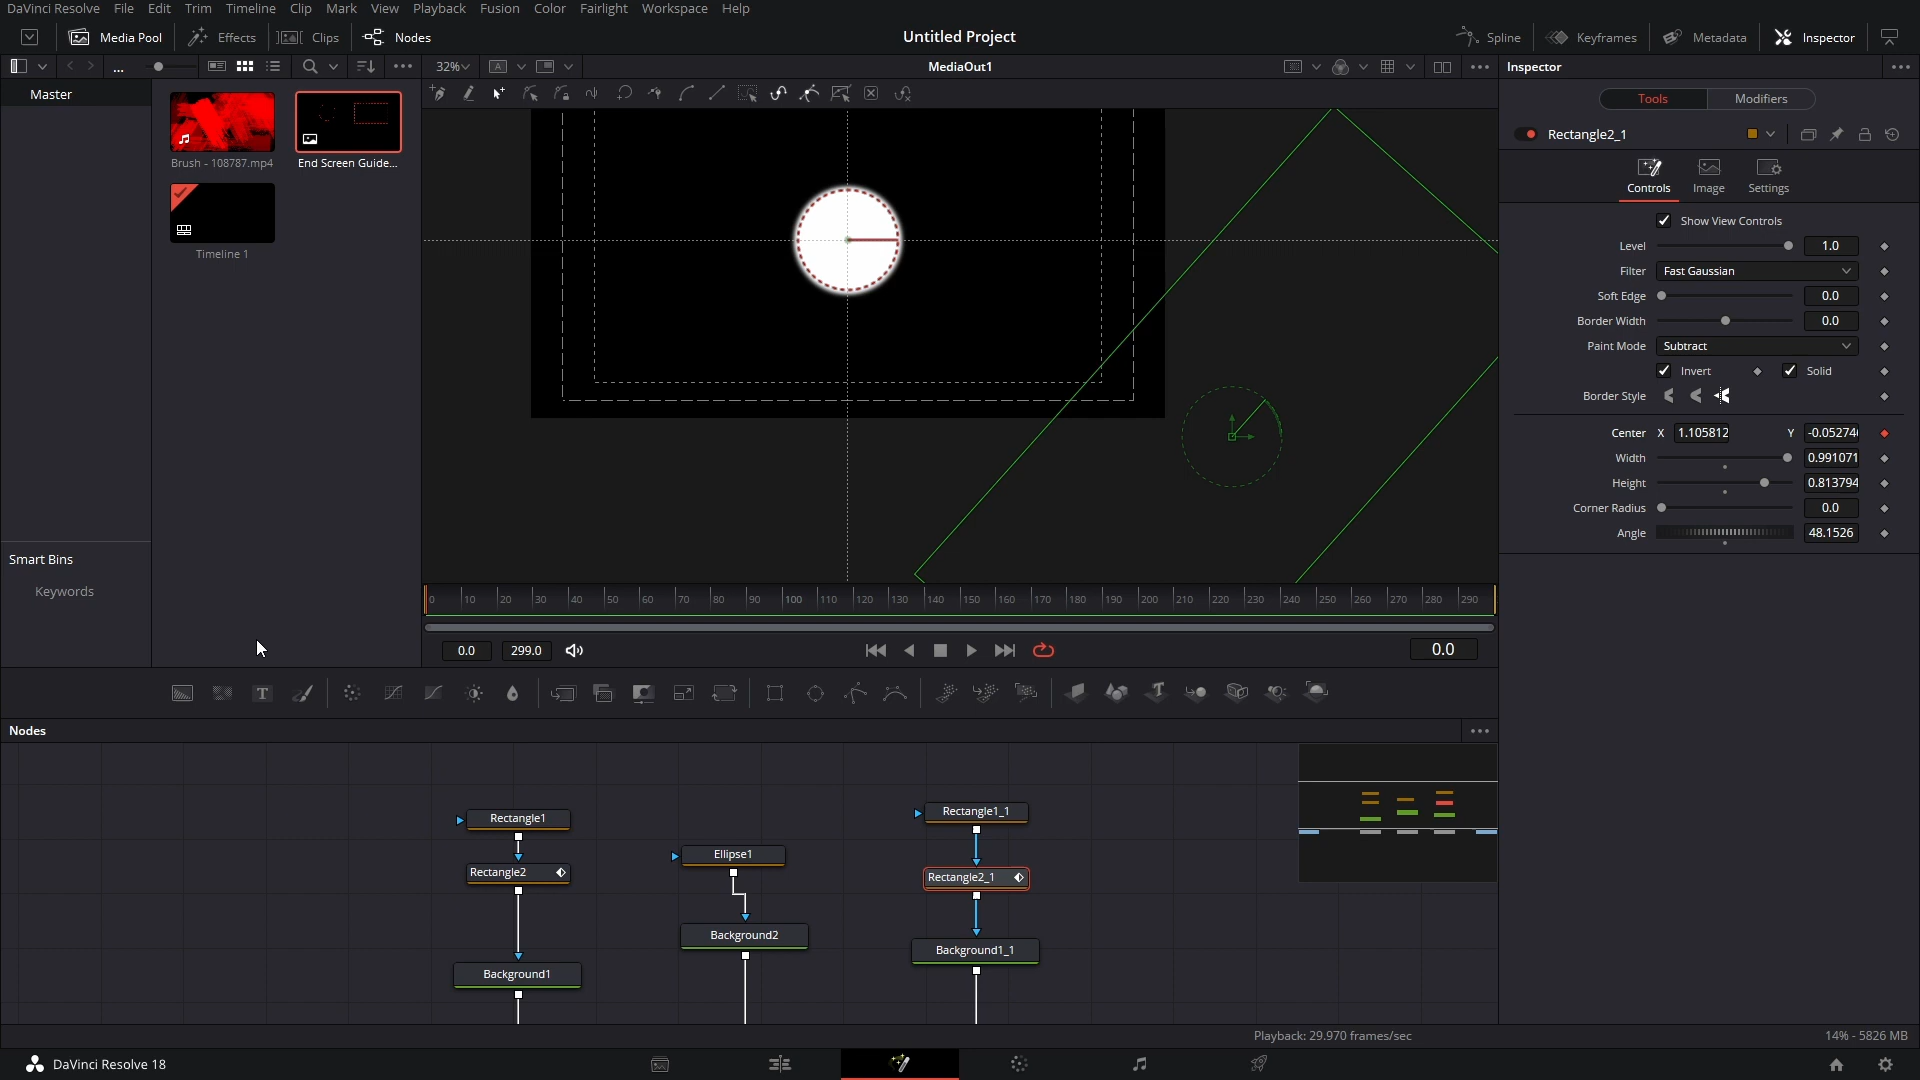 DaVinci Resolve File Edit Trim Timeline Clip Mark View Playback Fusion Color Fairlight Workspace Help
Media Pool Effects Clips Nodes Untitled Project Spline Keyframes Metadata Inspector
... 32% A MediaOut1 Inspector
Master
Tools Modifiers
Rectangle2_1
Brush - 108787.mp4 End Screen Guide...
Controls Image Settings
Show View Controls
Timeline 1
Level 1.0
Filter Fast Gaussian
Soft Edge 0.0
Border Width 0.0
Paint Mode Subtract
Invert Solid
Border Style
Center X 1.105812 Y -0.05274
Width 0.991071
Height 0.813794
Corner Radius 0.0
Angle 48.1526
Smart Bins
Keywords
0 10 20 30 40 50 60 70 80 90 100 110 120 130 140 150 160 170 180 190 200 210 220 230 240 250 260 270 280 290
0.0 299.0 0.0
T T
Nodes
Rectangle1 Rectangle1_1
Ellipse1
Rectangle2 Rectangle2_1
Background2
Background1_1
Background1
Playback: 29.970 frames/sec 14% - 5826 MB
DaVinci Resolve 18